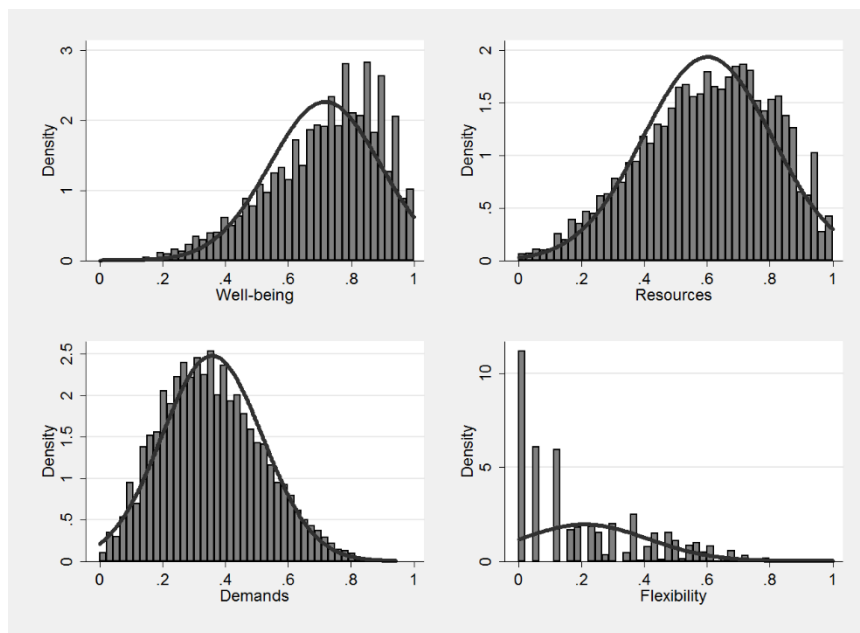 3
2
1
0
Density
0 .2 .4 .6 .8 1
Well-being
2
1.5
1
.5
0
Density
0 .2 .4 .6 .8 1
Resources
2.5
2
1.5
1
.5
0
Density
0 .2 .4 .6 .8 1
Demands
10
5
0
Density
0 .2 .4 .6 .8 1
Flexibility